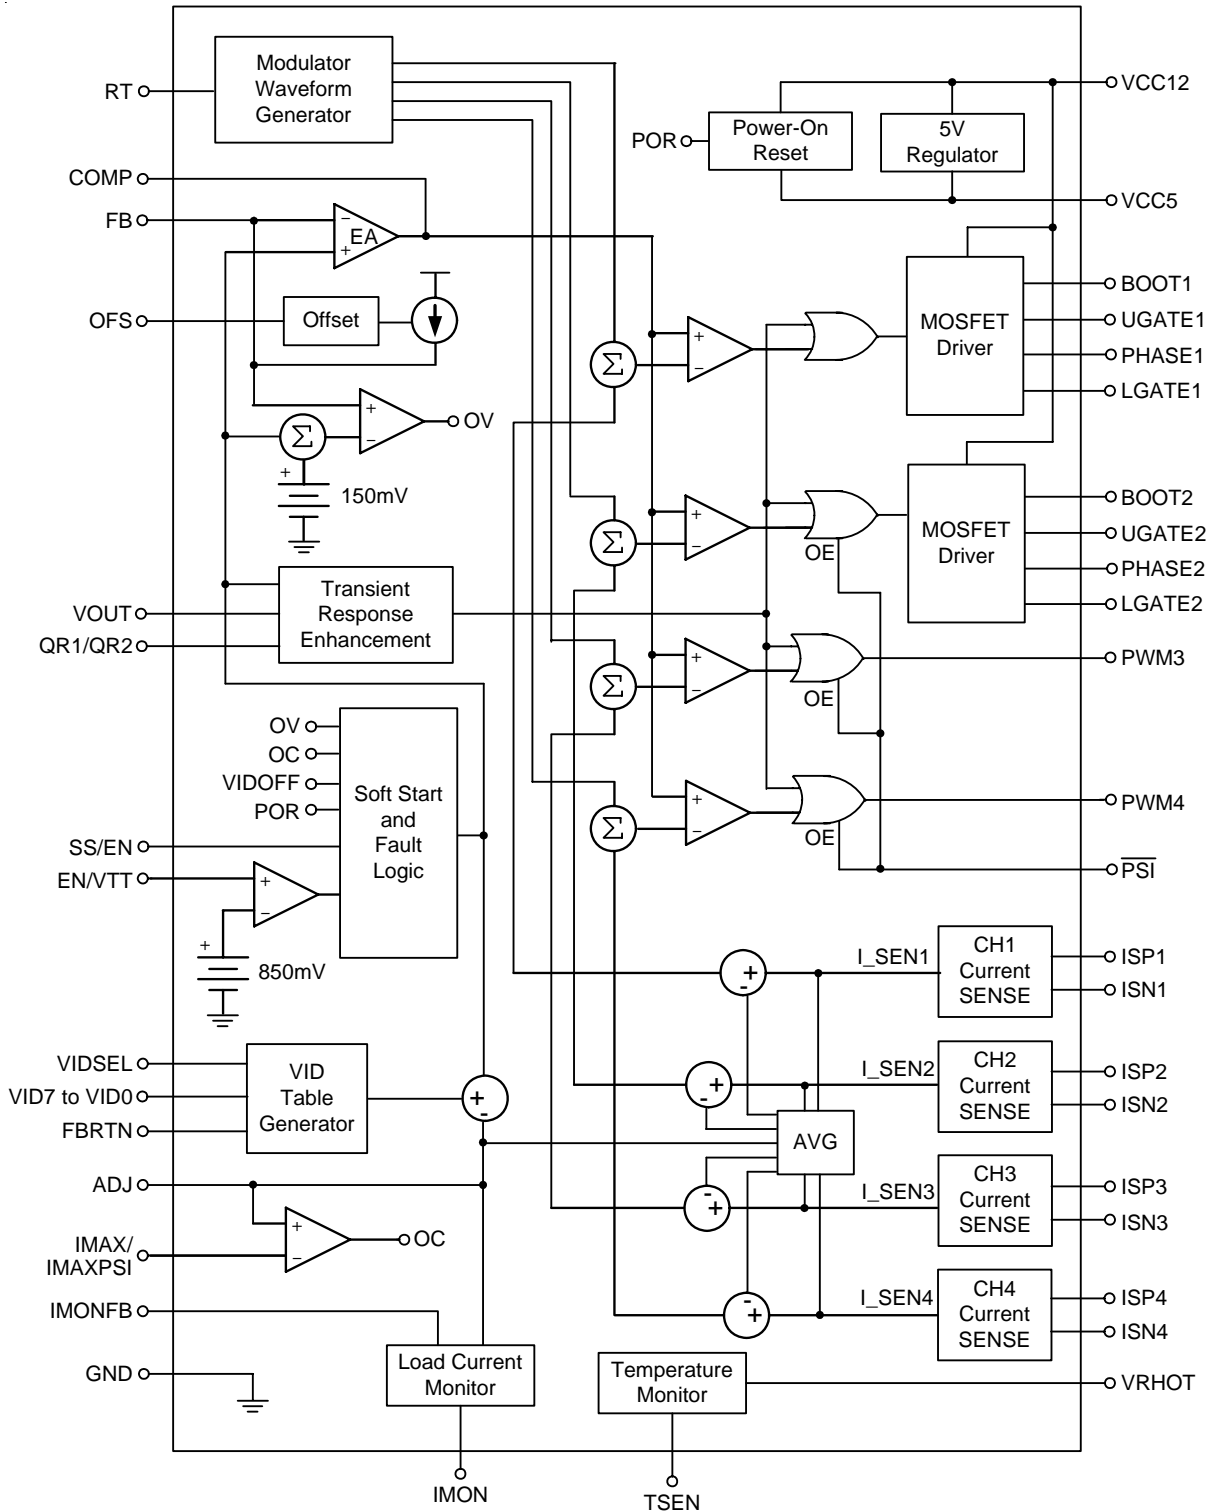 Modulator
Waveform
Generator
RT
COMP
FB
−
EA
+
OFS
Offset
+
−
OV
Σ
+
150mV
VOUT
QR1/QR2
Transient
Response
Enhancement
OV
OC
VIDOFF
POR
SS/EN
EN/VTT
Soft Start
and
Fault
Logic
+
−
+
850mV
VIDSEL
VID7 to VID0
FBRTN
VID
Table
Generator
+
-
ADJ
+
−
OC
IMAX/
IMAXPSI
IMONFB
GND
Load Current
Monitor
IMON
Temperature
Monitor
TSEN
VRHOT
POR
Power-On
Reset
5V
Regulator
VCC12
VCC5
Σ
+
−
MOSFET
Driver
BOOT1
UGATE1
PHASE1
LGATE1
Σ
+
−
OE
MOSFET
Driver
BOOT2
UGATE2
PHASE2
LGATE2
Σ
+
−
OE
PWM3
Σ
+
−
OE
PWM4
PSI
+
-
I_SEN1
CH1
Current
SENSE
ISP1
ISN1
+
-
I_SEN2
CH2
Current
SENSE
ISP2
ISN2
AVG
-
+
I_SEN3
CH3
Current
SENSE
ISP3
ISN3
-
+
I_SEN4
CH4
Current
SENSE
ISP4
ISN4